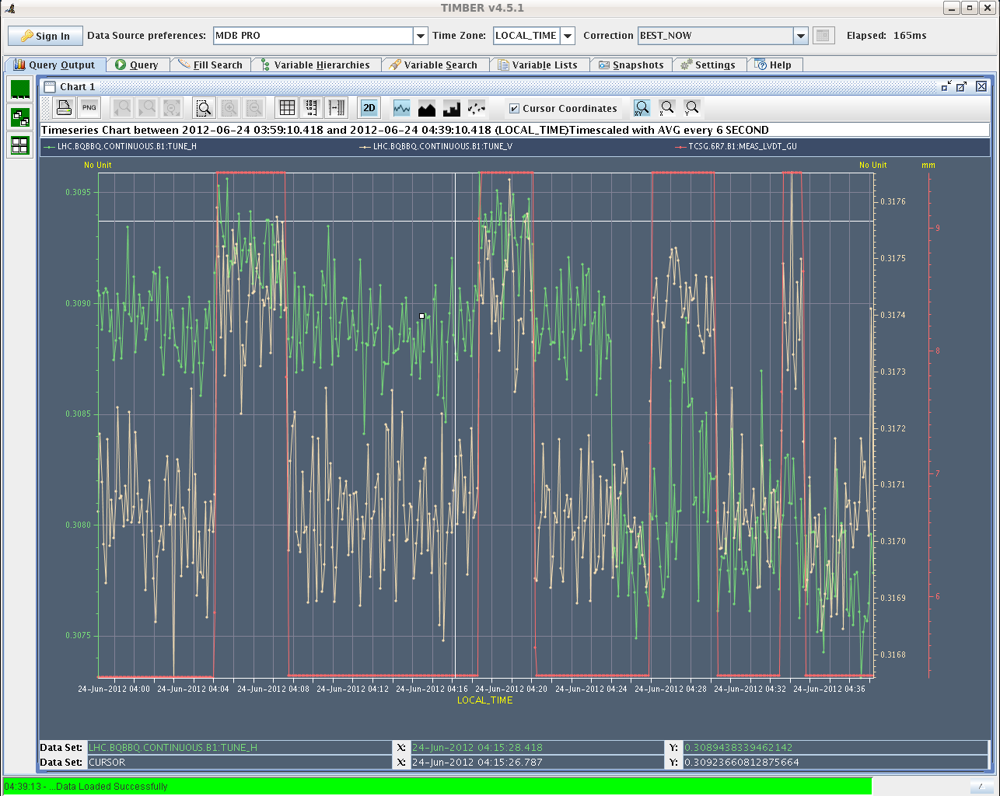 TIMBER v4.5.1
Sign In Data Source preferences: MDB PRO Time Zone: LOCAL_TIME Correction BEST_NOW Elapsed: 165ms
Query Output Query Fill Search Variable Hierarchies Variable Search Variable Lists Snapshots Settings Help
Chart 1
PNG 2D Cursor Coordinates XY X Y
Timeseries Chart between 2012-06-24 03:59:10.418 and 2012-06-24 04:39:10.418 (LOCAL_TIME)Timescaled with AVG every 6 SECOND
LHC.BQBBQ.CONTINUOUS.B1:TUNE_H LHC.BQBBQ.CONTINUOUS.B1:TUNE_V TCSG.6R7.B1:MEAS_LVDT_GU
No Unit No Unit mm
0.3095
0.3176
9
0.3175
0.3090
0.3174
8
0.3173
0.3085
0.3172
7
0.3171
0.3080
0.3170
6
0.3169
0.3075
0.3168
24-Jun-2012 04:00 24-Jun-2012 04:04 24-Jun-2012 04:08 24-Jun-2012 04:12 24-Jun-2012 04:16 24-Jun-2012 04:20 24-Jun-2012 04:24 24-Jun-2012 04:28 24-Jun-2012 04:32 24-Jun-2012 04:36
LOCAL_TIME
Data Set: LHC.BQBBQ.CONTINUOUS.B1:TUNE_H X: 24-Jun-2012 04:15:28.418 Y: 0.3089438339462142
Data Set: CURSOR X: 24-Jun-2012 04:15:26.787 Y: 0.30923660812875664
04:39:13 - ...Data Loaded Successfully